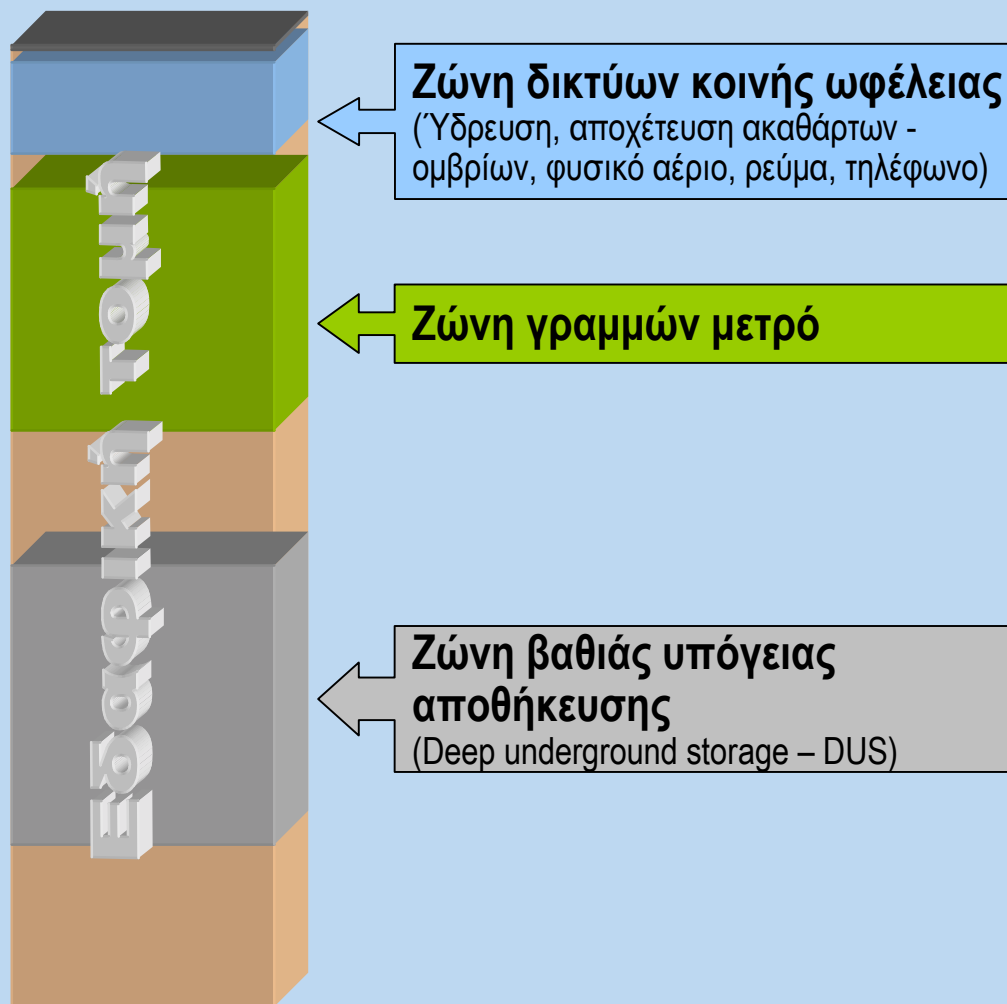 Ζώνη δικτύων κοινής ωφέλειας
(Ύδρευση, αποχέτευση ακαθάρτων -
ομβρίων, φυσικό αέριο, ρεύμα, τηλέφωνο)
Ζώνη γραμμών μετρό
Ζώνη βαθιάς υπόγειας
αποθήκευσης
(Deep underground storage – DUS)
Εδαφική Τομή